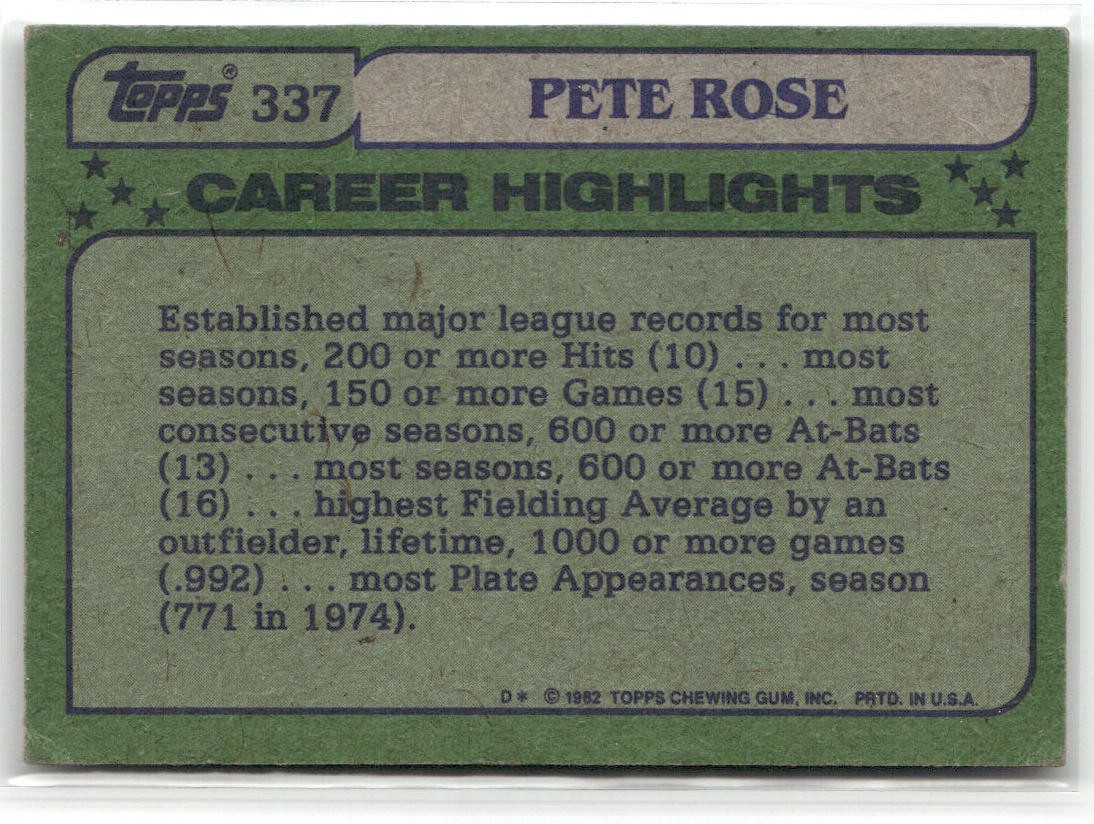 Topps® 337 PETE ROSE
CAREER HIGHLIGHTS
Established major league records for most
seasons, 200 or more Hits (10) . . . most
seasons, 150 or more Games (15) . . . most
consecutive seasons, 600 or more At-Bats
(13) . . . most seasons, 600 or more At-Bats
(16) . . . highest Fielding Average by an
outfielder, lifetime, 1000 or more games
(.992) . . . most Plate Appearances, season
(771 in 1974).
D* © 1982 TOPPS CHEWING GUM, INC. PRTD. IN U.S.A.